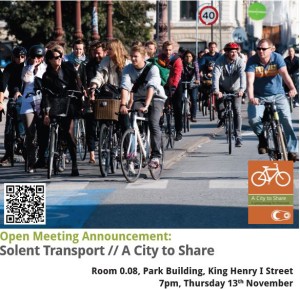 40
A City to Share
Open Meeting Announcement:
Solent Transport // A City to Share
Room 0.08, Park Building, King Henry I Street
7pm, Thursday 13th November